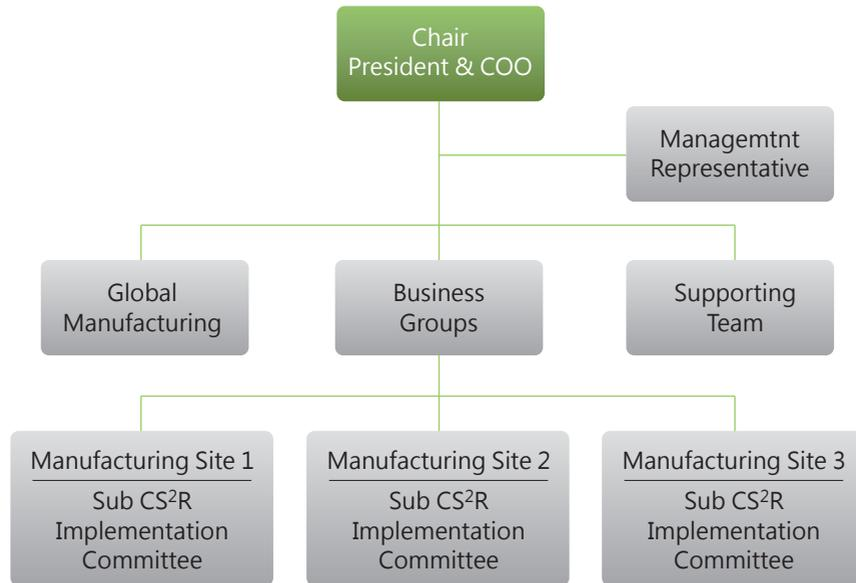 Chair
President & COO
Managemtnt
Representative
Global
Manufacturing
Business
Groups
Supporting
Team
Manufacturing Site 1
Sub CS²R
Implementation
Committee
Manufacturing Site 2
Sub CS²R
Implementation
Committee
Manufacturing Site 3
Sub CS²R
Implementation
Committee